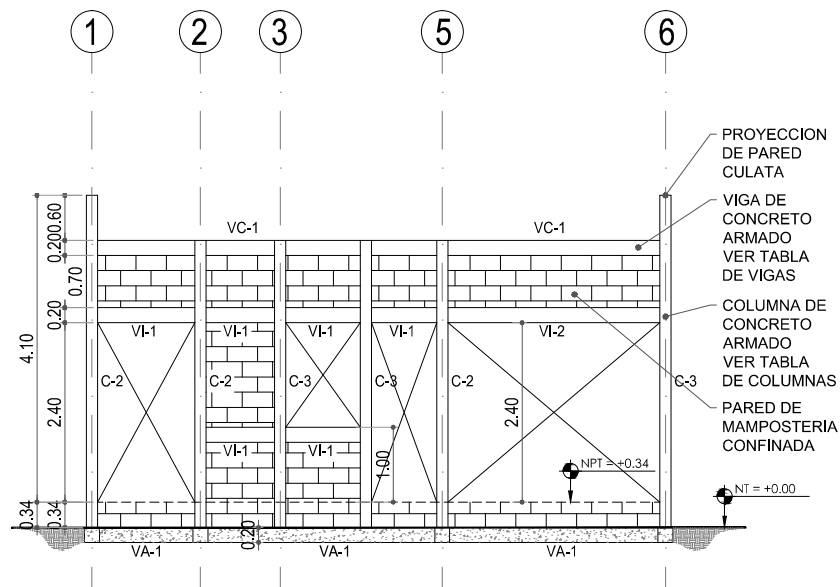 1
2
3
5
6
PROYECCION
DE PARED
CULATA
VIGA DE
CONCRETO
ARMADO
VER TABLA
DE VIGAS
COLUMNA DE
CONCRETO
ARMADO
VER TABLA
DE COLUMNAS
PARED DE
MAMPOSTERIA
CONFINADA
VC-1
VC-1
0.60
0.20
0.70
0.20
4.10
2.40
0.34
0.34
VI-1
VI-1
VI-1
VI-1
VI-2
C-2
C-2
C-3
C-3
C-2
C-3
2.40
VI-1
VI-1
1.00
NPT = +0.34
NT = +0.00
0.20
VA-1
VA-1
VA-1